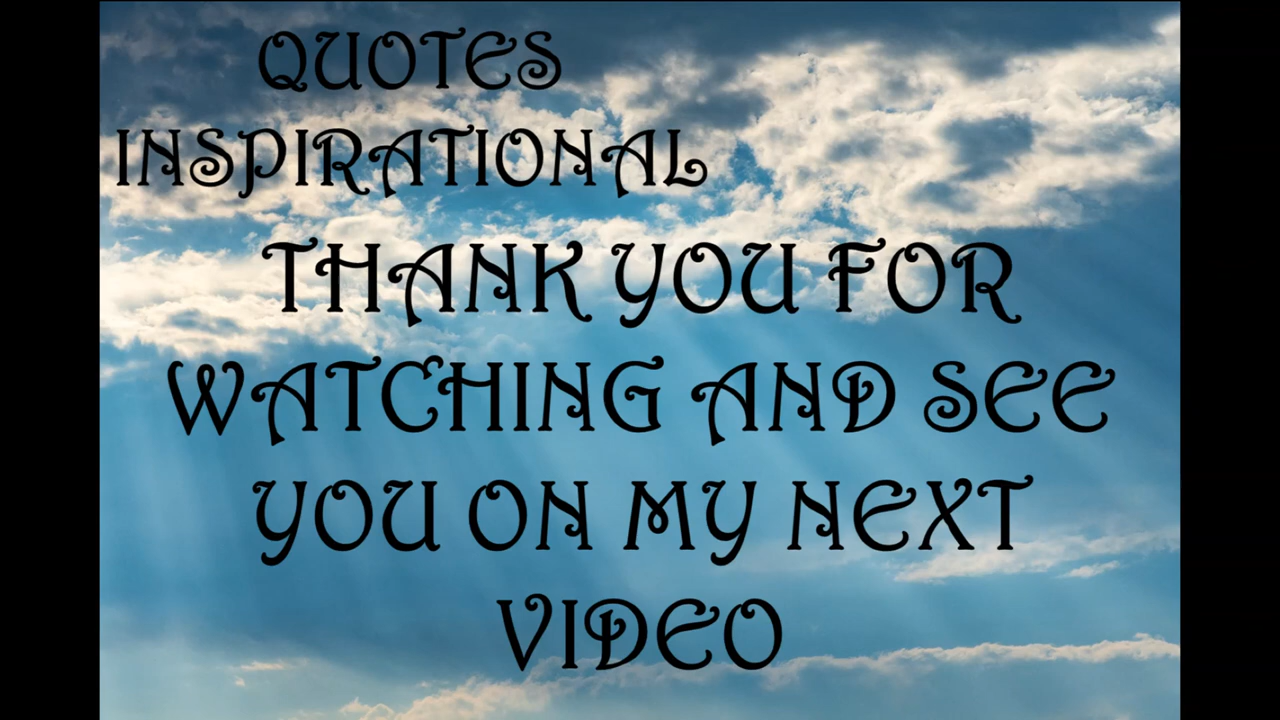 QUOTES
INSPIRATIONAL
THANK YOU FOR
WATCHING AND SEE
YOU ON MY NEXT
VIDEO